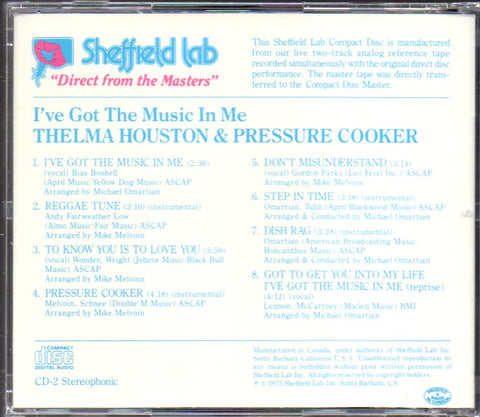 Sheffield Lab
"Direct from the Masters"
This Sheffield Lab Compact Disc is manufactured
from our live two-track analog reference tape
recorded simultaneously with the original direct disc
performance. The master tape was directly trans-
ferred to the Compact Disc Master.
I've Got The Music In Me
THELMA HOUSTON & PRESSURE COOKER
1. I'VE GOT THE MUSIC IN ME (2:36)
(vocal) Bias Boshell
(April Music/Yellow Dog Music) ASCAP
Arranged by Michael Omartian
2. REGGAE TUNE (3:16) (instrumental)
Andy Fairweather Low
(Almo Music/Fair Music) ASCAP
Arranged by Mike Melvoin
3. TO KNOW YOU IS TO LOVE YOU (3:50)
(vocal) Wonder, Wright (Jobete Music/Black Bull
Music) ASCAP
Arranged by Mike Melvoin
4. PRESSURE COOKER (4:18) (instrumental)
Melvoin, Schnee (Double M Music) ASCAP
Arranged by Mike Melvoin
5. DON'T MISUNDERSTAND (3:14)
(vocal) Gordon Parks (Leo Feist Inc.) ASCAP
Arranged by Mike Melvoin
6. STEP IN TIME (3:18) (instrumental)
Omartian, Tulin (April Blackwood Music) ASCAP
Arranged & Conducted by Michael Omartian
7. DISH RAG (3:28) (instrumental)
Omartian (American Broadcasting Music/
Holicanthus Music) ASCAP
Arranged & Conducted by Michael Omartian
8. GOT TO GET YOU INTO MY LIFE
I'VE GOT THE MUSIC IN ME (reprise)
(4:12) (vocal)
Lennon, McCartney (Maclen Music) BMI
Arranged by Michael Omartian
COMPACT
disc
DIGITAL AUDIO
CD-2 Stereophonic
Manufactured in Canada, under authority of Sheffield Lab Inc.,
Santa Barbara California U.S.A. Unauthorized reproduction by
any means is forbidden without prior written permission of
Sheffield Lab Inc. All rights reserved by copyright holders.
℗ © 1975 Sheffield Lab Inc. Santa Barbara, CA
PRINTED
IN CANADA